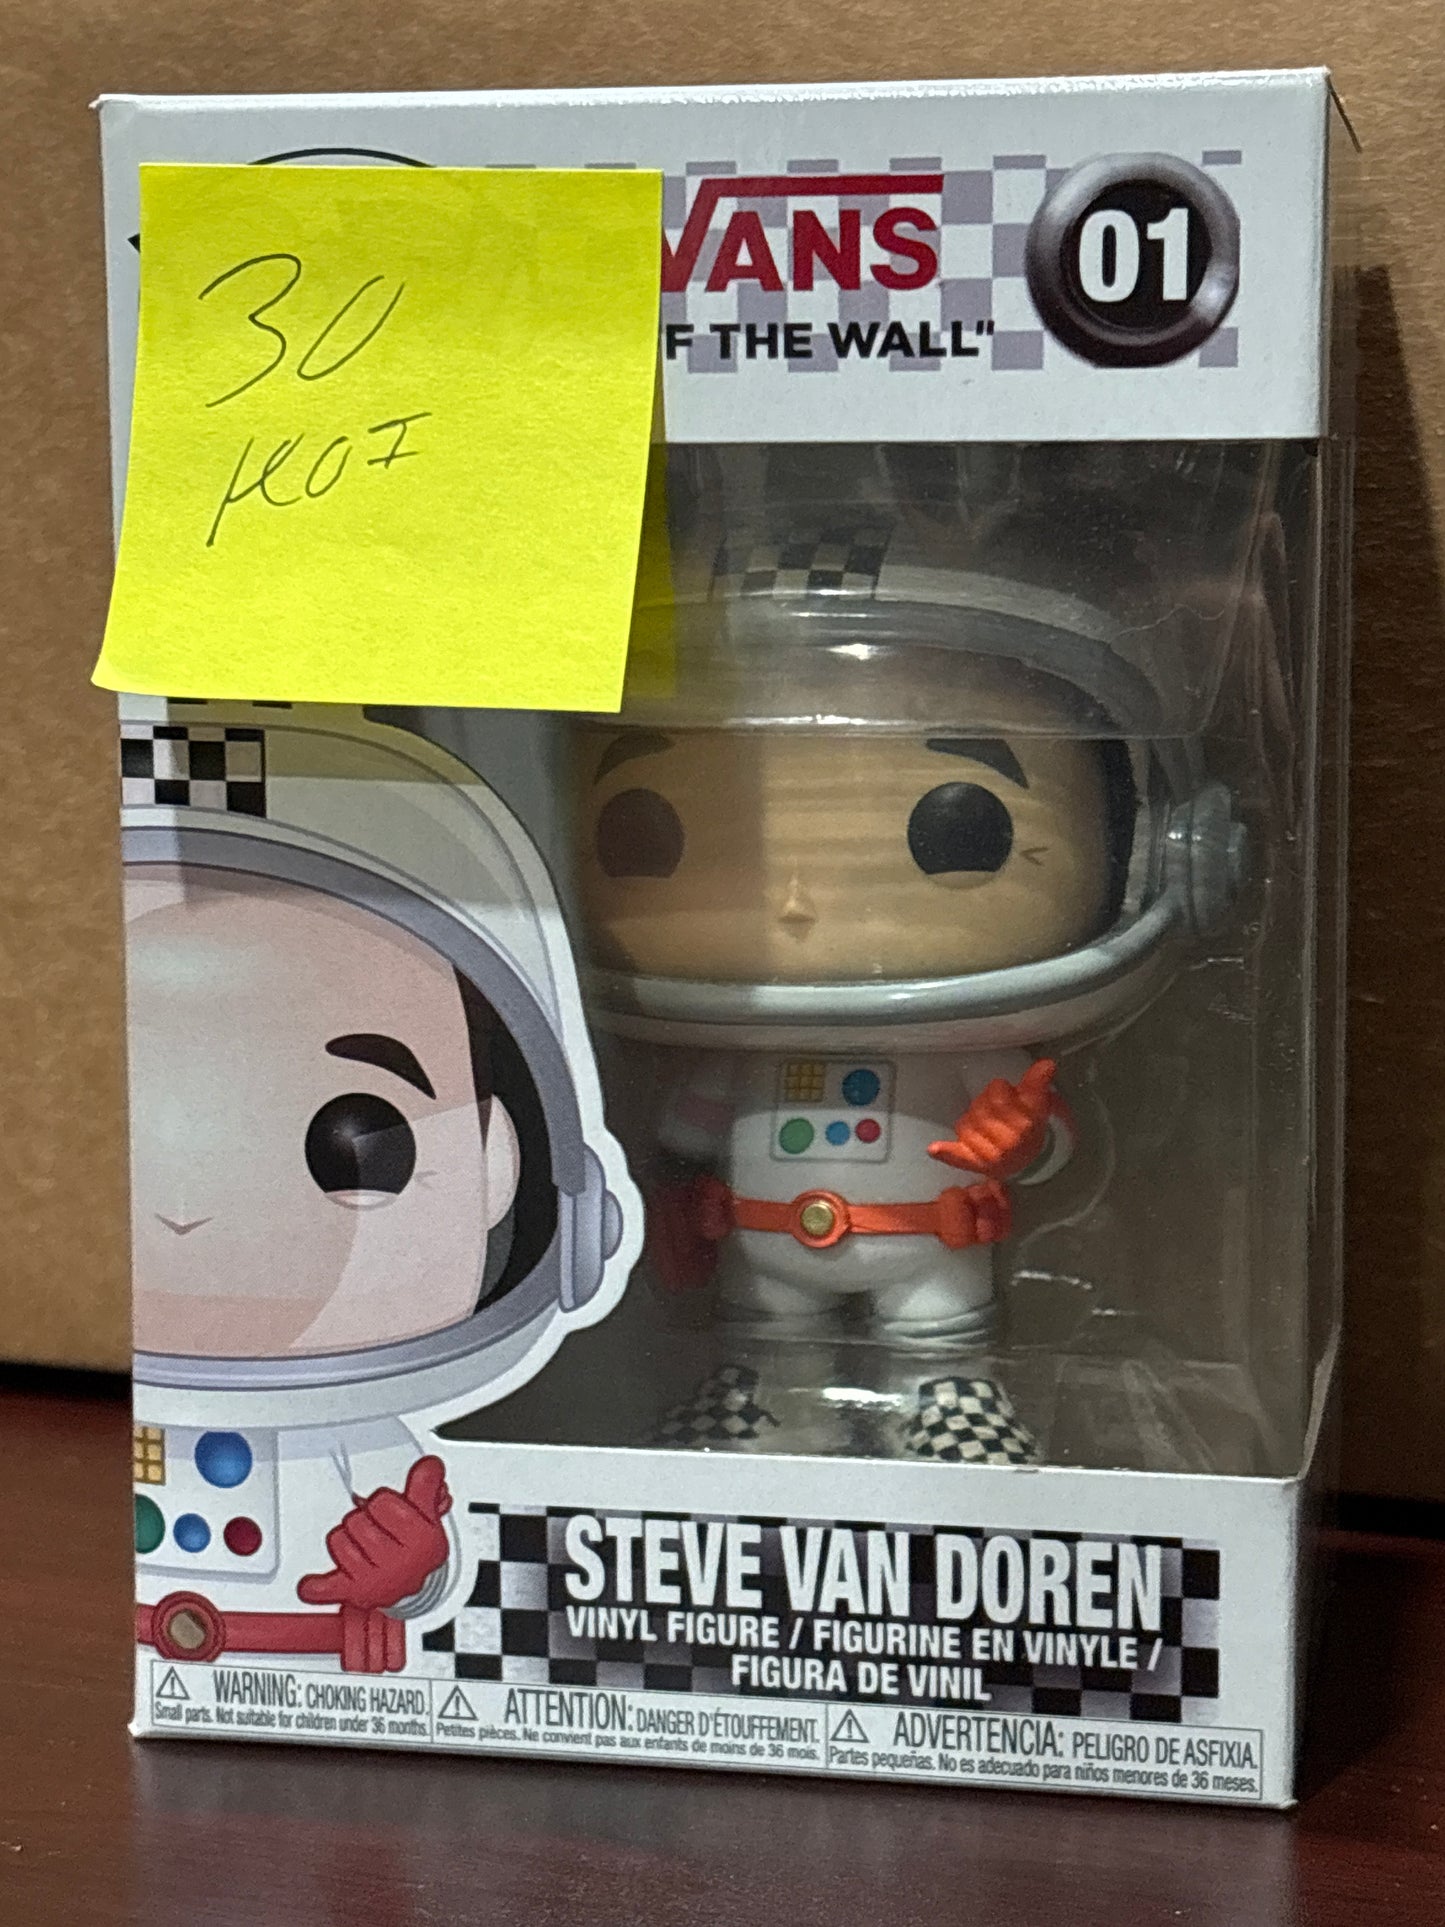 30
KOI
VANS
F THE WALL"
01
STEVE VAN DOREN
VINYL FIGURE / FIGURINE EN VINYLE /
FIGURA DE VINIL
⚠ WARNING: CHOKING HAZARD.
Small parts. Not suitable for children under 36 months.
⚠ ATTENTION: DANGER D'ÉTOUFFEMENT.
Petites pièces. Ne convient pas aux enfants de moins de 36 mois.
⚠ ADVERTENCIA: PELIGRO DE ASFIXIA.
Partes pequeñas. No es adecuado para niños menores de 36 meses.